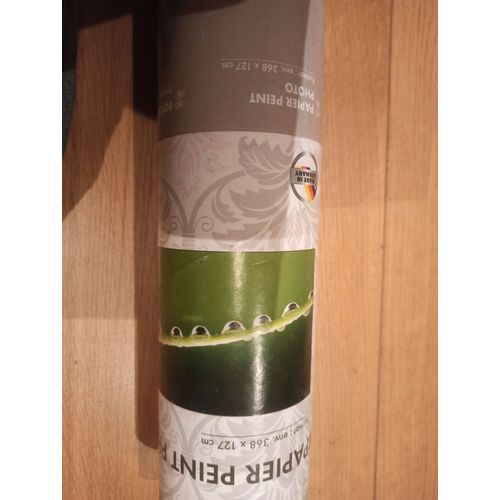 PAPIER PEINT
PHOTO
Format : env. 368 x 127 cm
MADE IN
GERMANY
PAPIER PEINT
Format : env. 368 x 127 cm